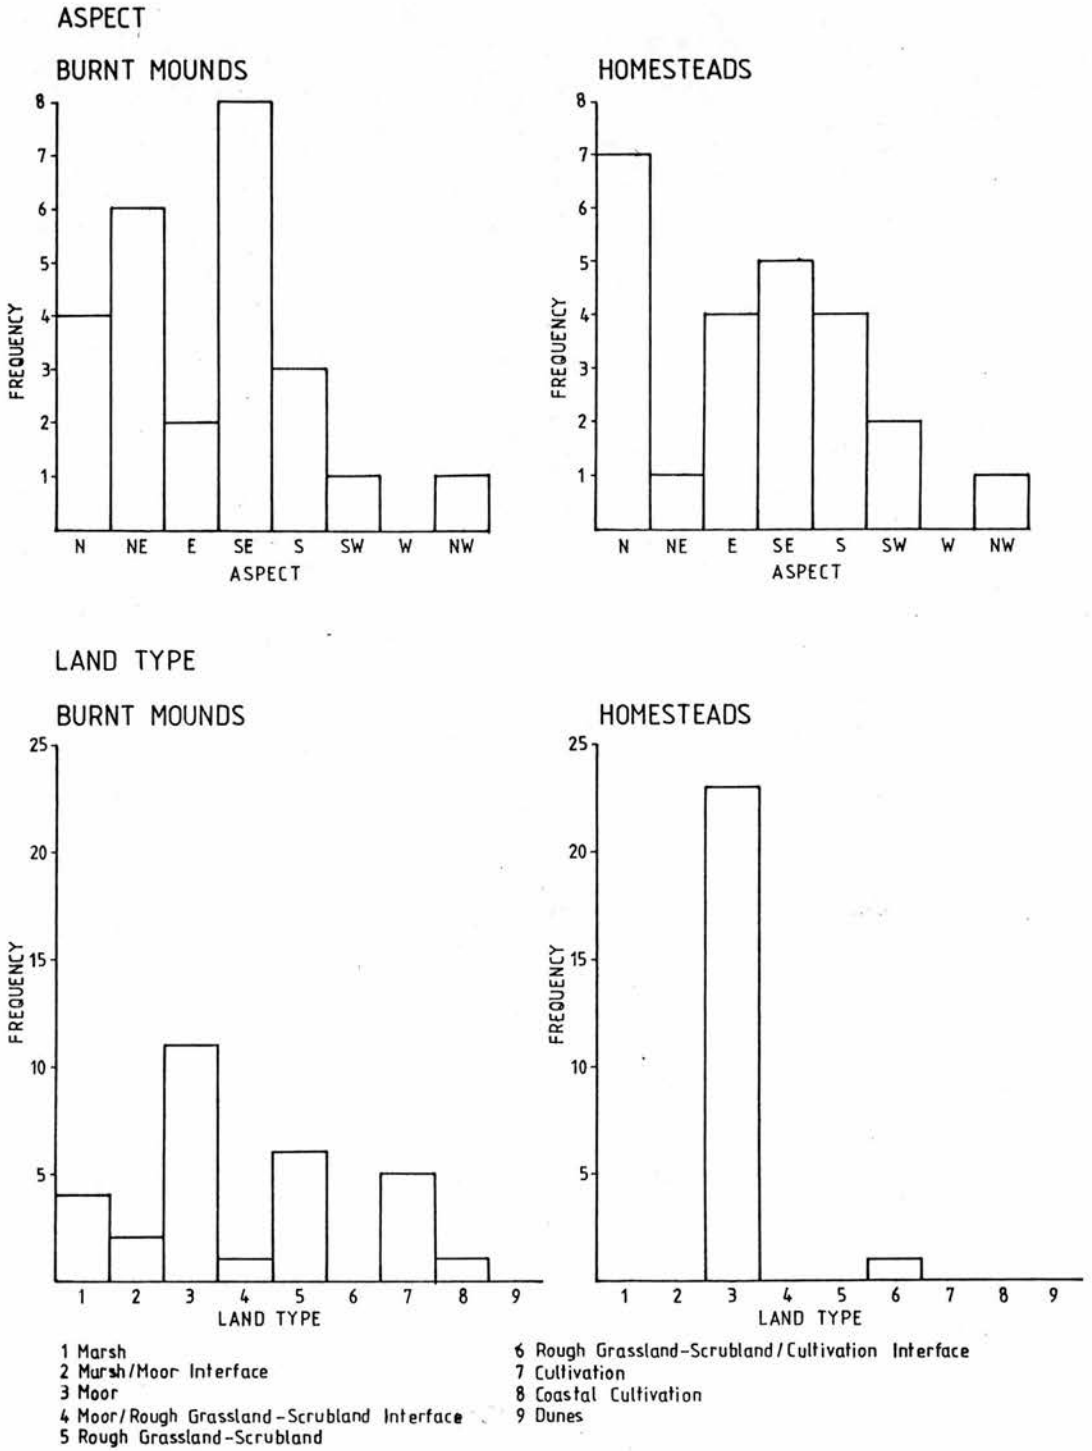 ASPECT
BURNT MOUNDS
8
7
6
5
4
3
2
1
FREQUENCY
N NE E SE S SW W NW
ASPECT
HOMESTEADS
8
7
6
5
4
3
2
1
FREQUENCY
N NE E SE S SW W NW
ASPECT
LAND TYPE
BURNT MOUNDS
25
20
15
10
5
FREQUENCY
1 2 3 4 5 6 7 8 9
LAND TYPE
HOMESTEADS
25
20
15
10
5
FREQUENCY
1 2 3 4 5 6 7 8 9
LAND TYPE
1 Marsh
2 Marsh/Moor Interface
3 Moor
4 Moor/Rough Grassland-Scrubland Interface
5 Rough Grassland-Scrubland
6 Rough Grassland-Scrubland/Cultivation Interface
7 Cultivation
8 Coastal Cultivation
9 Dunes